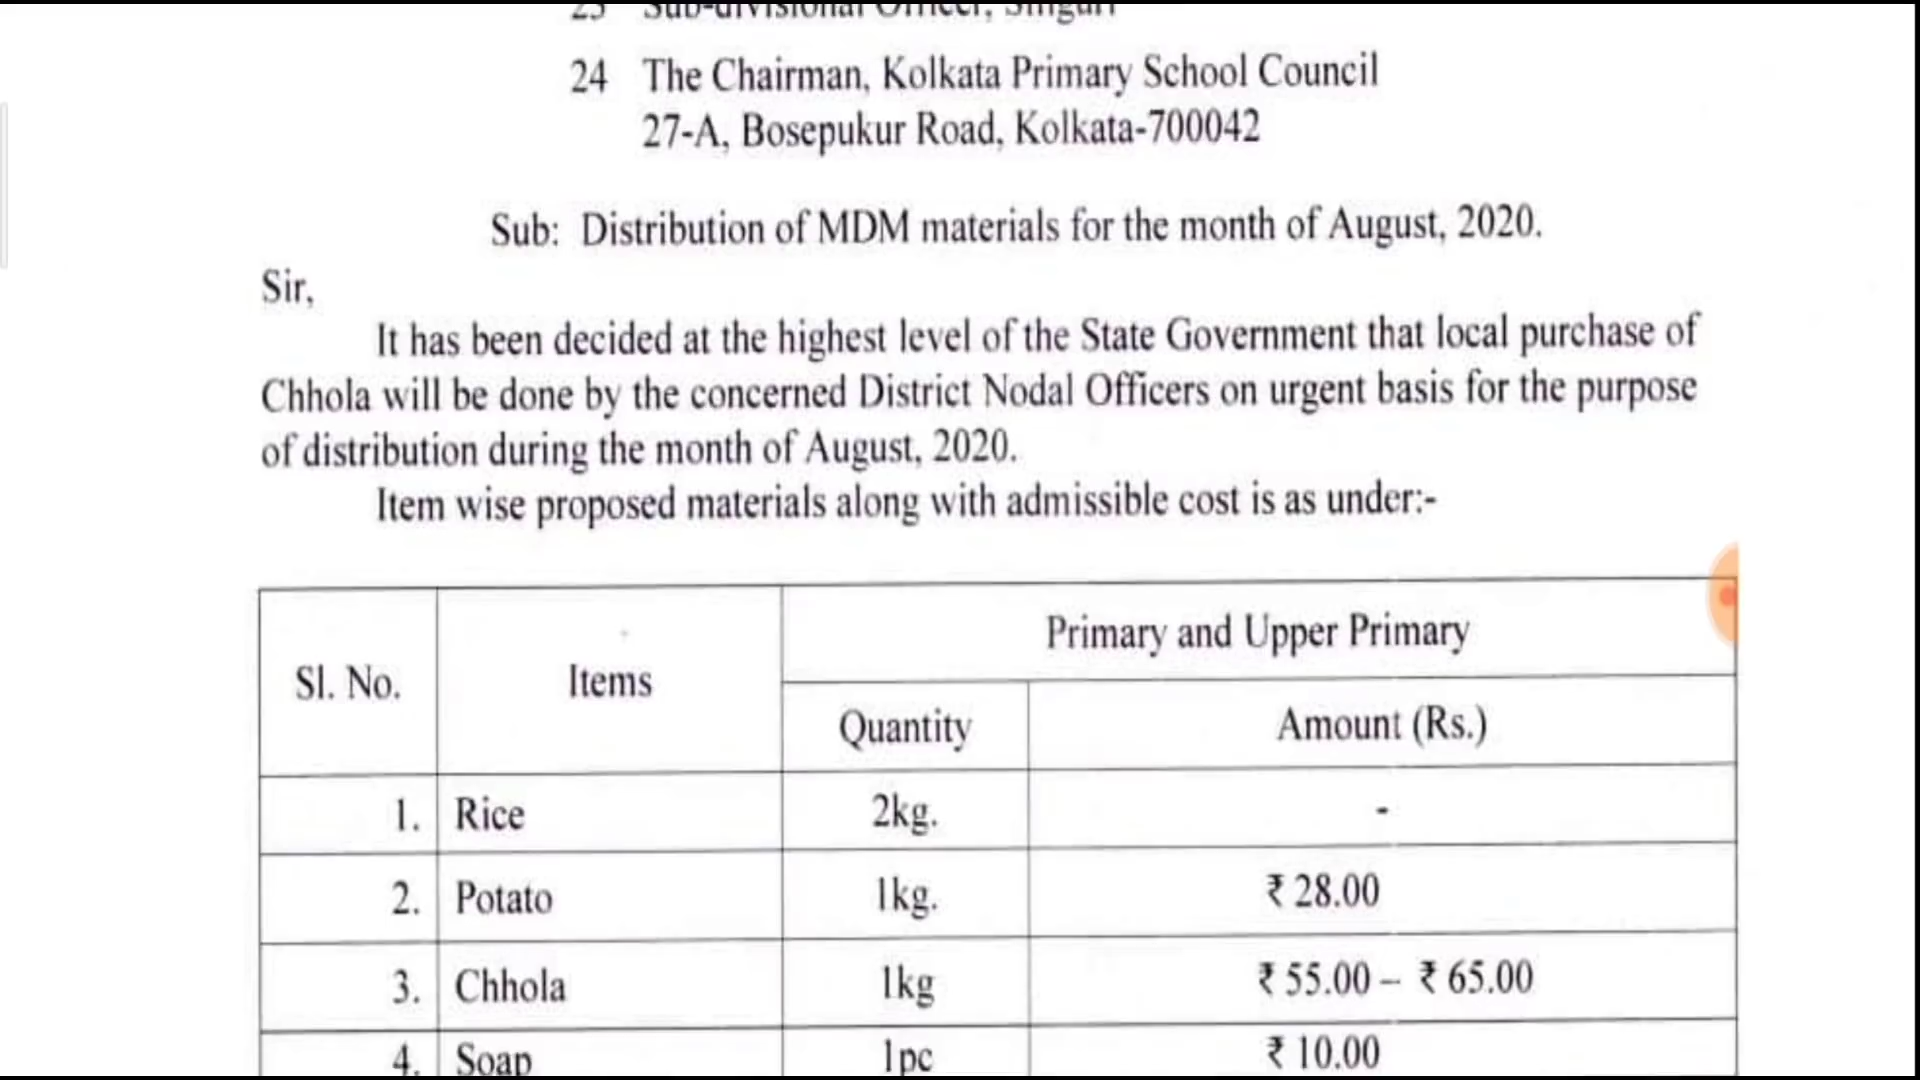 24 The Chairman, Kolkata Primary School Council
27-A, Bosepukur Road, Kolkata-700042
Sub: Distribution of MDM materials for the month of August, 2020.
Sir,
It has been decided at the highest level of the State Government that local purchase of
Chhola will be done by the concerned District Nodal Officers on urgent basis for the purpose
of distribution during the month of August, 2020.
Item wise proposed materials along with admissible cost is as under:-
Sl. No. Items Primary and Upper Primary
Quantity Amount (Rs.)
1. Rice 2kg. -
2. Potato 1kg. ₹ 28.00
3. Chhola 1kg ₹ 55.00 – ₹ 65.00
4. Soap 1pc ₹ 10.00